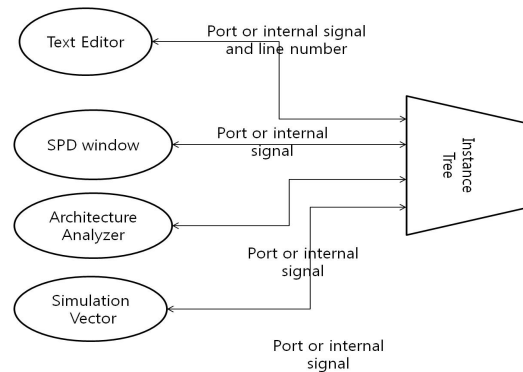 Text Editor
Port or internal signal
and line number
SPD window
Port or internal
signal
Instance
Tree
Architecture
Analyzer
Port or internal
signal
Simulation
Vector
Port or internal
signal